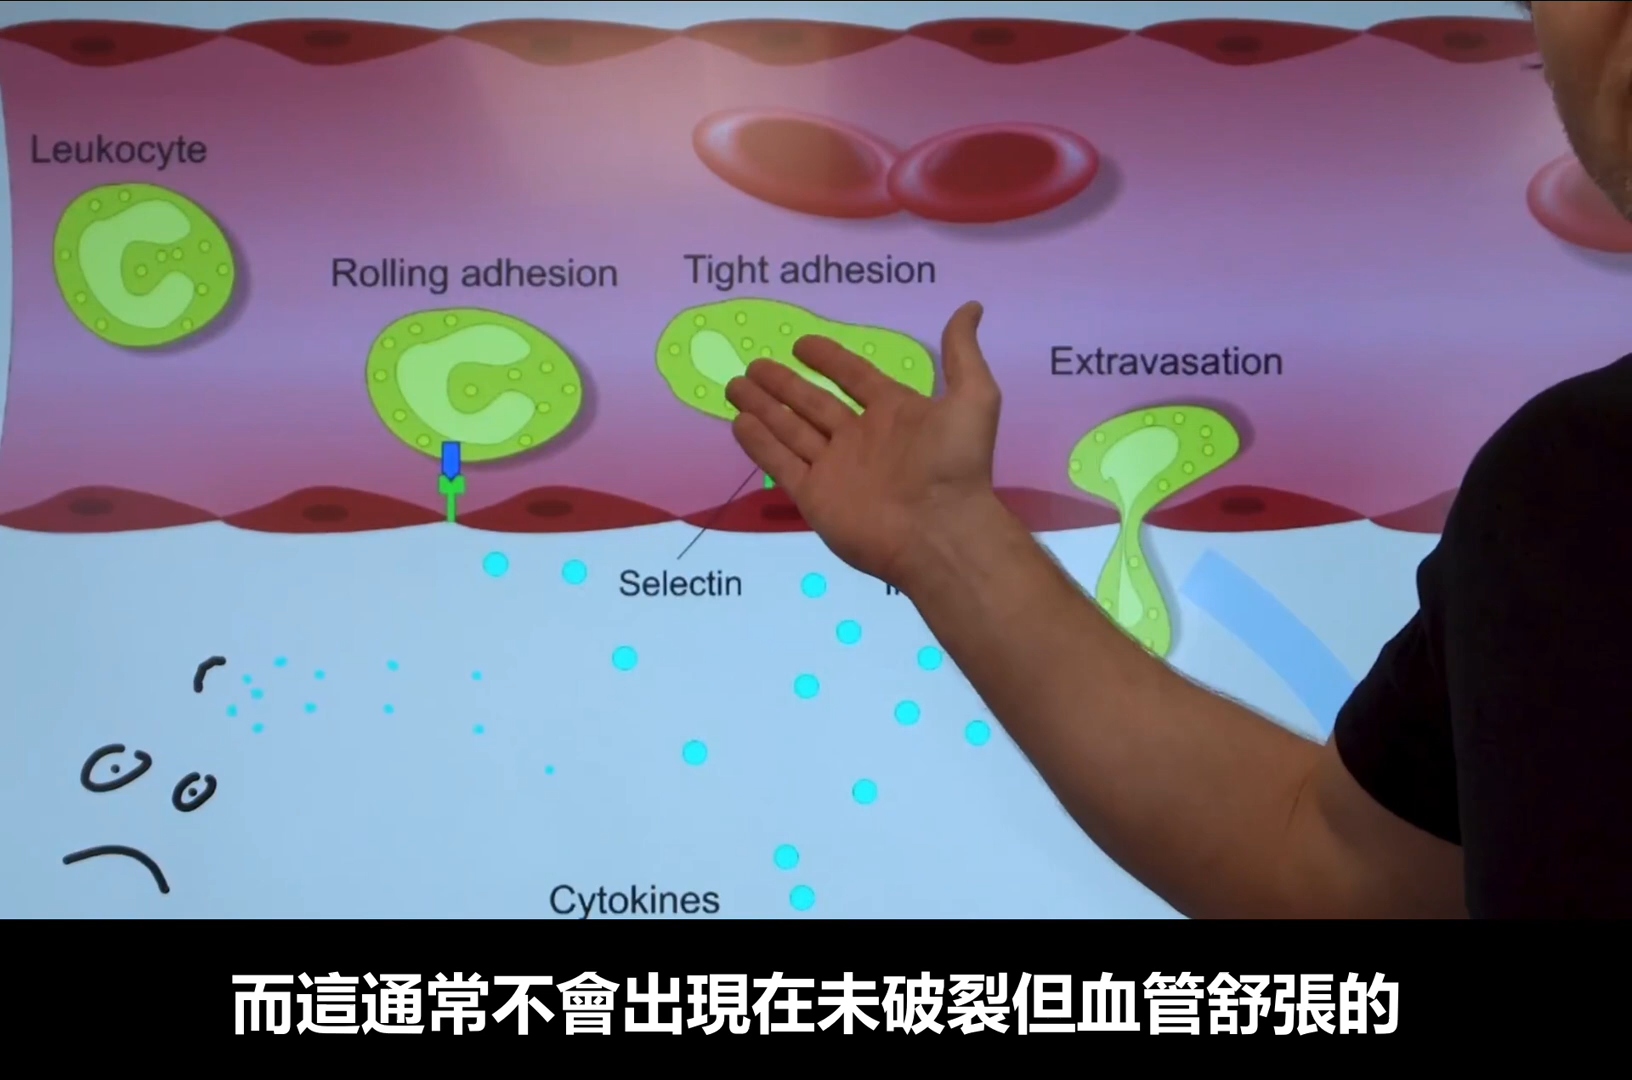 Leukocyte
Rolling adhesion
Tight adhesion
Extravasation
Selectin
Cytokines
而這通常不會出現在未破裂但血管舒張的